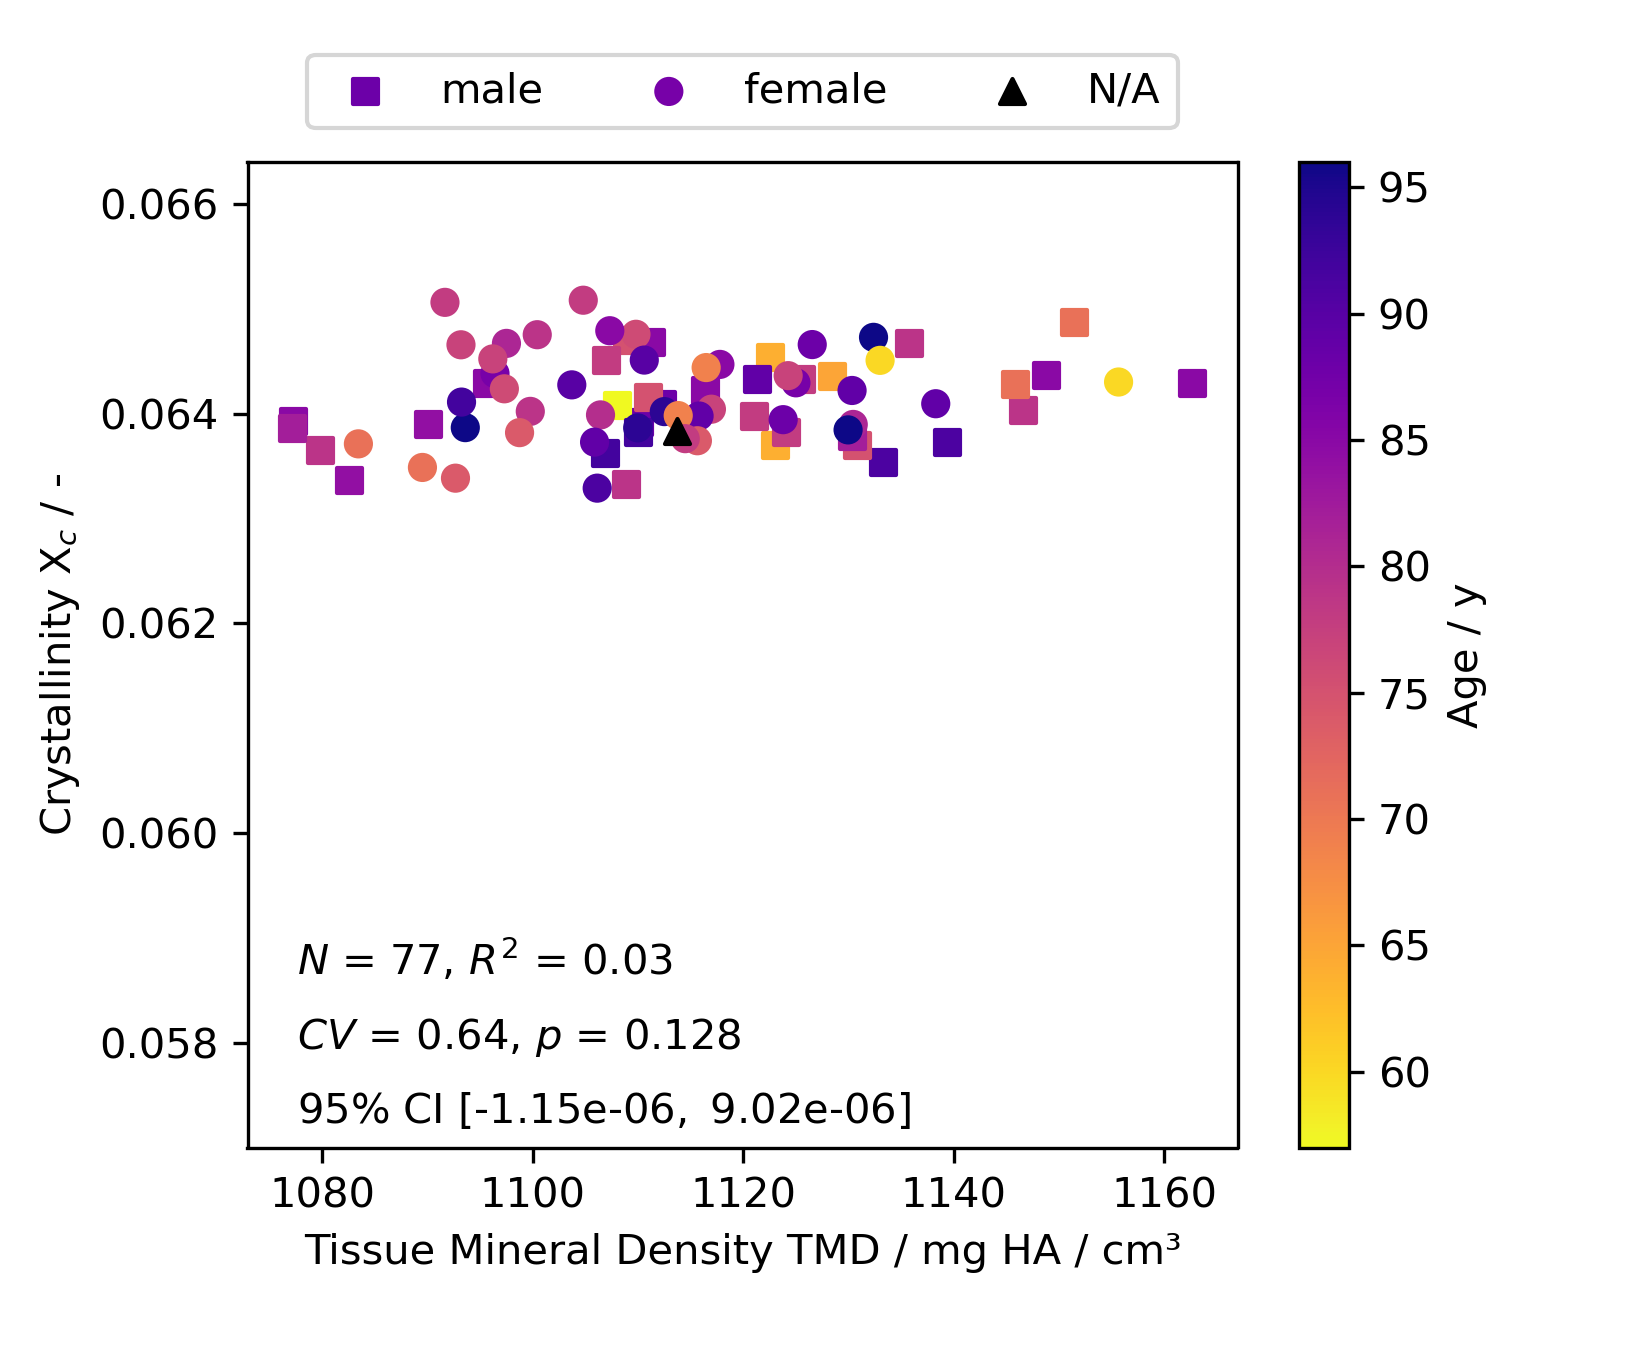 male female N/A
0.066
0.064
0.062
0.060
0.058
Crystallinity X_c / -
N = 77, R² = 0.03
CV = 0.64, p = 0.128
95% CI [-1.15e-06, 9.02e-06]
1080 1100 1120 1140 1160
Tissue Mineral Density TMD / mg HA / cm³
95
90
85
80
75
70
65
60
Age / y